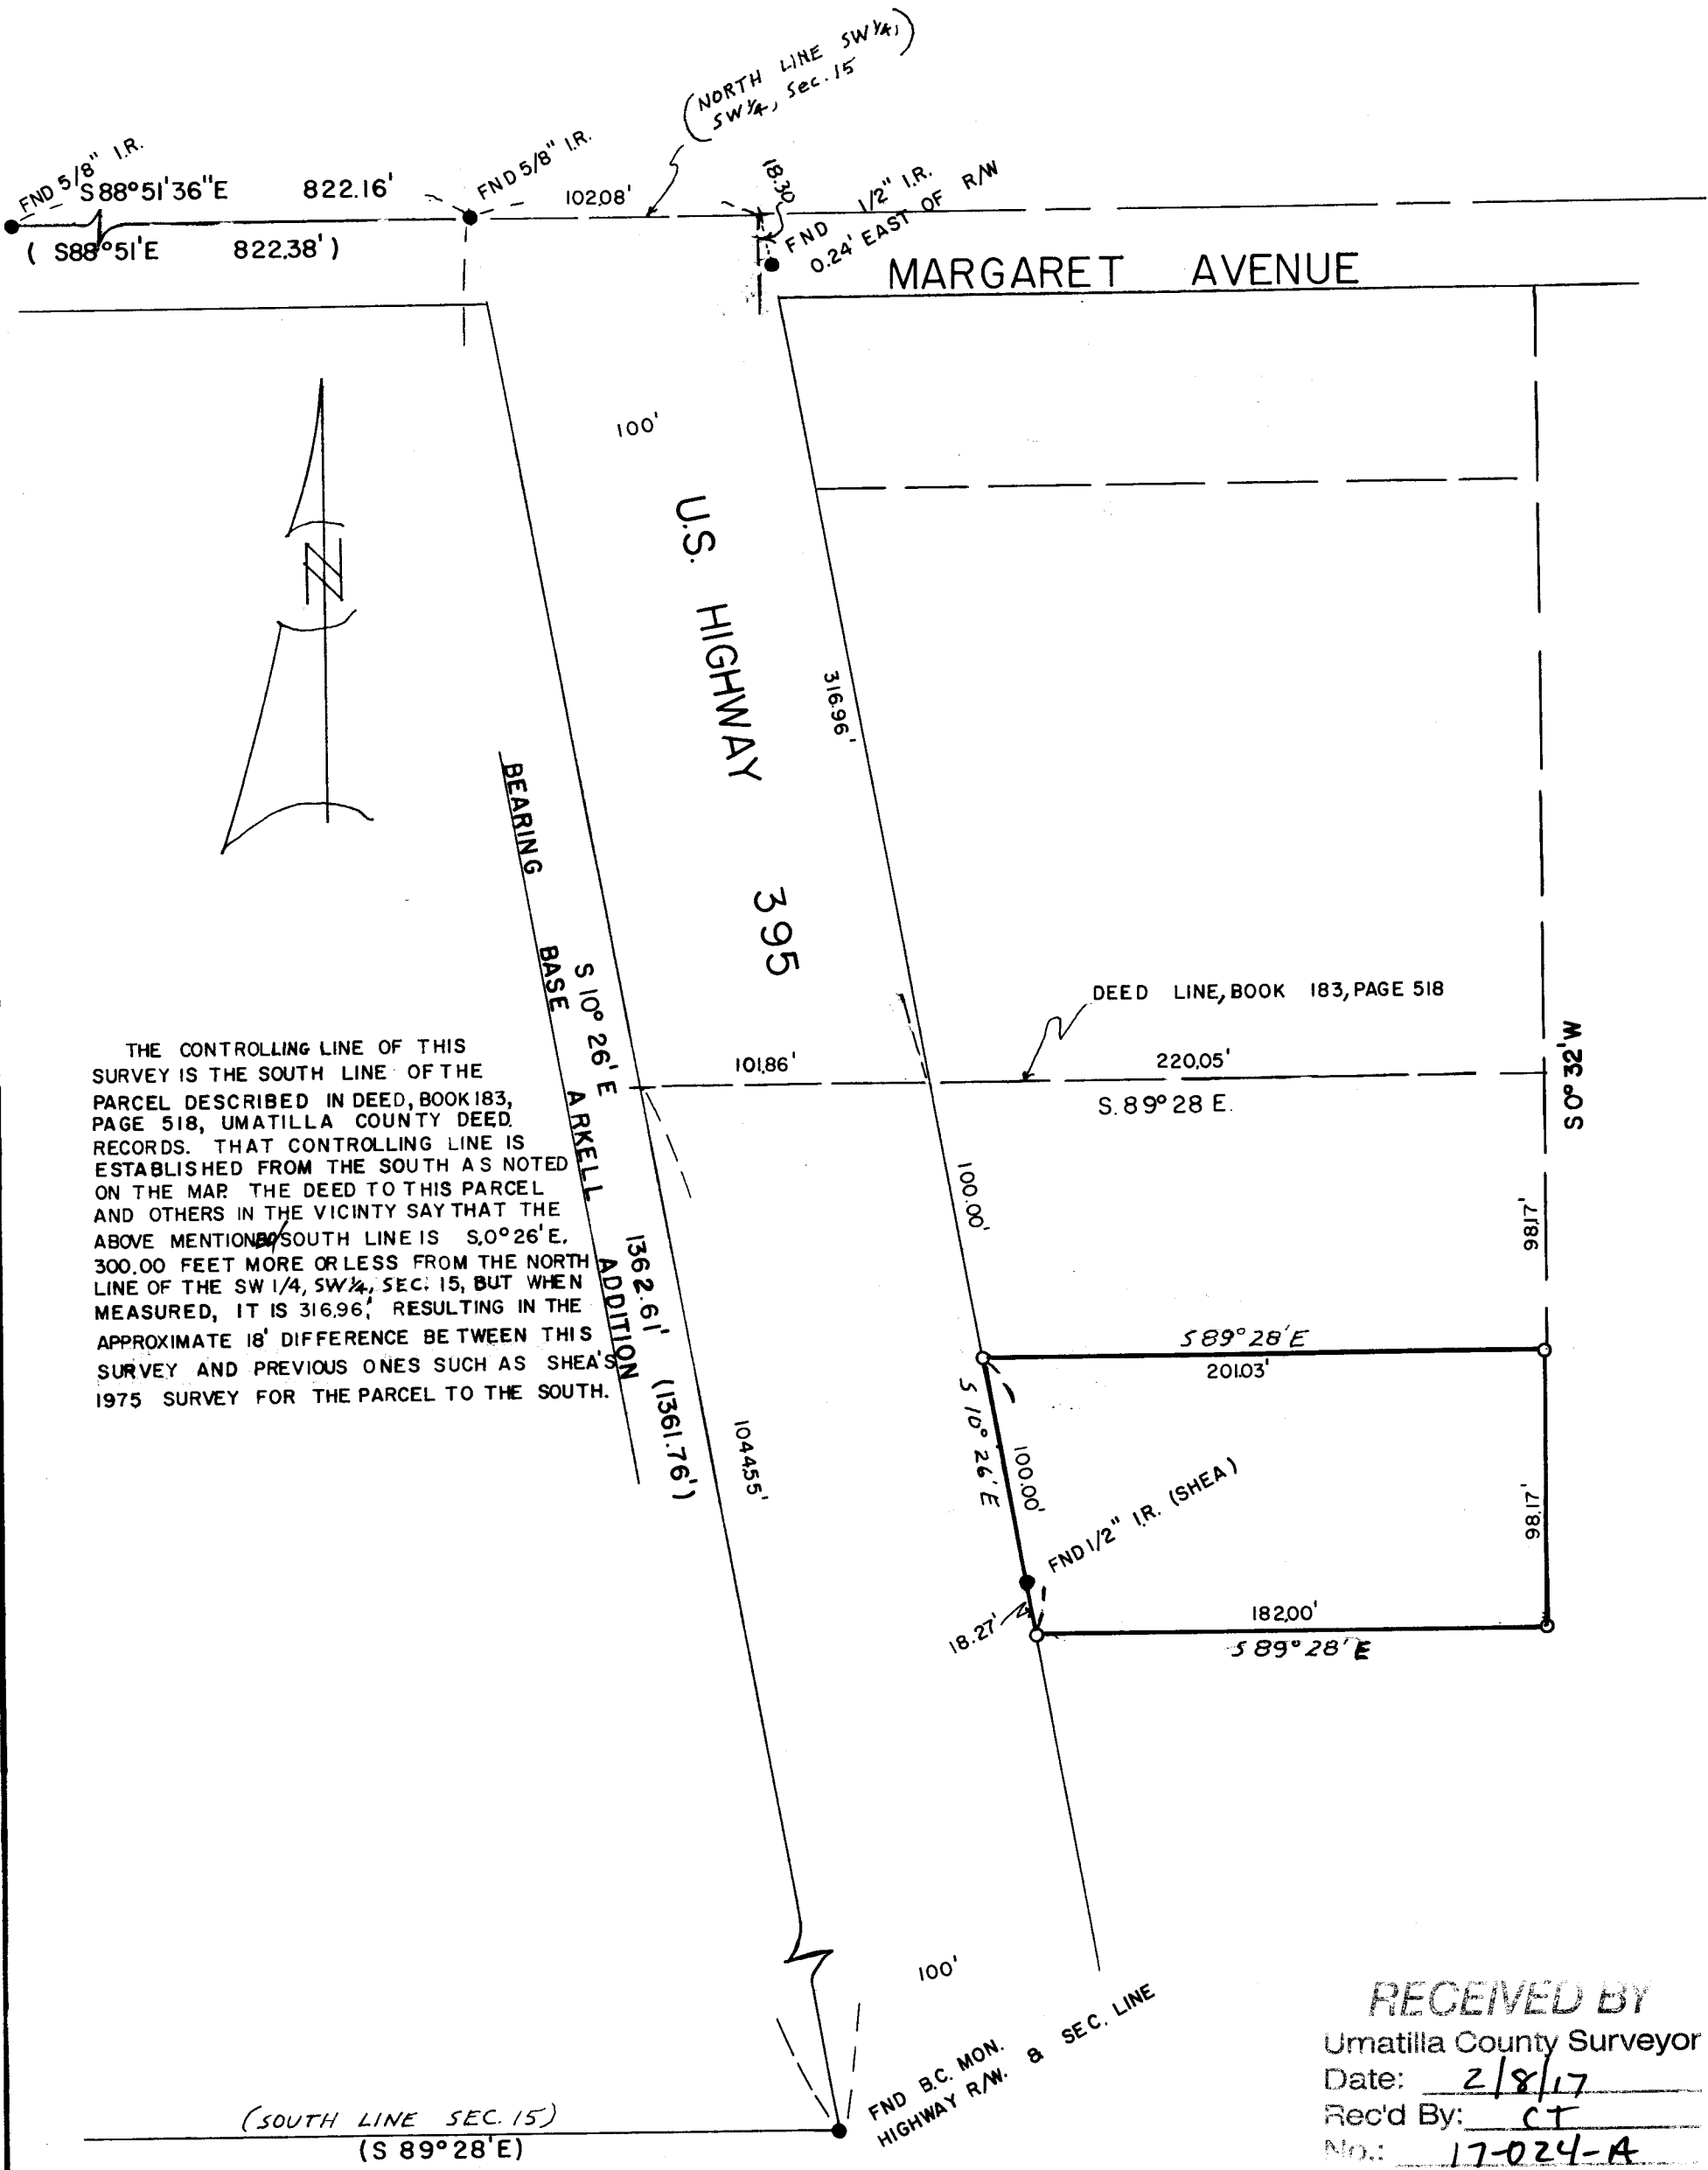 (NORTH LINE SW 1/4,)
SW 1/4, Sec. 15
FND 5/8" I.R.
S 88° 51' 36" E 822.16'
( S88° 51' E 822.38' )
FND 5/8" I.R.
102.08'
18.30
FND 1/2" I.R.
0.24' EAST OF R/W
MARGARET AVENUE
100'
N
U.S. HIGHWAY 395
316.96'
BEARING BASE ARKELL ADDITION
S 10° 26' E 1362.61' (1361.76')
DEED LINE, BOOK 183, PAGE 518
101.86'
220.05'
S. 89° 28 E.
S 0° 32' W
THE CONTROLLING LINE OF THIS
SURVEY IS THE SOUTH LINE OF THE
PARCEL DESCRIBED IN DEED, BOOK 183,
PAGE 518, UMATILLA COUNTY DEED
RECORDS. THAT CONTROLLING LINE IS
ESTABLISHED FROM THE SOUTH AS NOTED
ON THE MAP. THE DEED TO THIS PARCEL
AND OTHERS IN THE VICINTY SAY THAT THE
ABOVE MENTIONED SOUTH LINE IS S.0° 26' E.
300.00 FEET MORE OR LESS FROM THE NORTH
LINE OF THE SW 1/4, SW 1/4, SEC. 15, BUT WHEN
MEASURED, IT IS 316.96', RESULTING IN THE
APPROXIMATE 18' DIFFERENCE BETWEEN THIS
SURVEY AND PREVIOUS ONES SUCH AS SHEA'S
1975 SURVEY FOR THE PARCEL TO THE SOUTH.
100.00'
98.17'
S 89° 28' E
201.03'
S 10° 26' E
100.00'
1044.55'
FND 1/2" I.R. (SHEA)
98.17'
18.27'
182.00'
S 89° 28' E
100'
FND B.C. MON.
HIGHWAY R/W. & SEC. LINE
(SOUTH LINE SEC. 15)
(S 89° 28' E)
RECEIVED BY
Umatilla County Surveyor
Date: 2/8/17
Rec'd By: CT
No.: 17-024-A